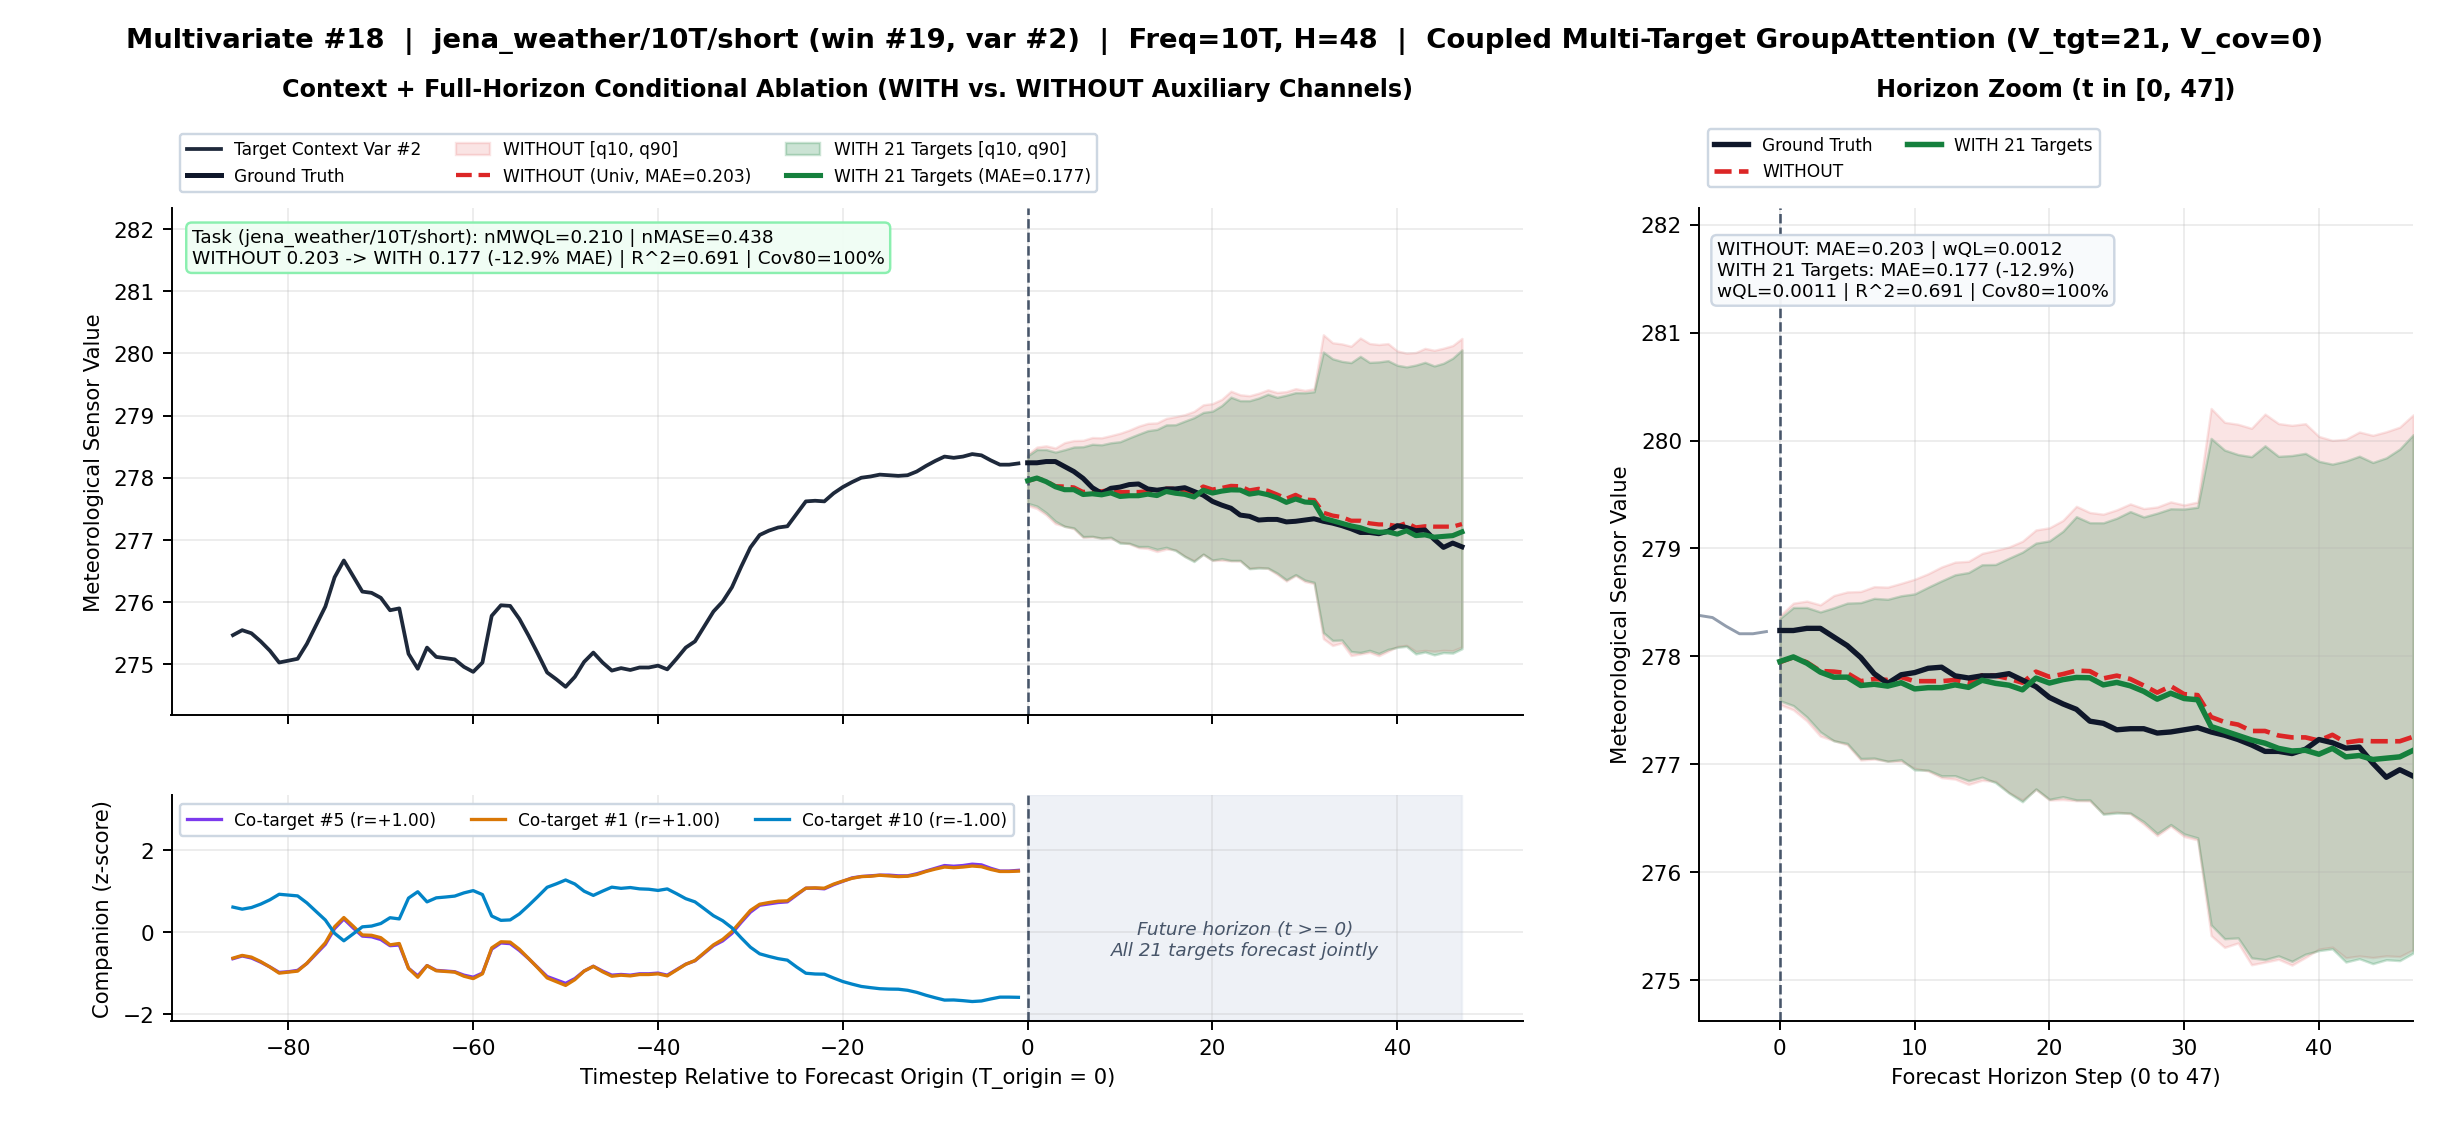 Multivariate #18 | jena_weather/10T/short (win #19, var #2) | Freq=10T, H=48 | Coupled Multi-Target GroupAttention (V_tgt=21, V_cov=0)
Context + Full-Horizon Conditional Ablation (WITH vs. WITHOUT Auxiliary Channels)
Target Context Var #2
Ground Truth
WITHOUT [q10, q90]
WITHOUT (Univ, MAE=0.203)
WITH 21 Targets [q10, q90]
WITH 21 Targets (MAE=0.177)
Task (jena_weather/10T/short): nMWQL=0.210 | nMASE=0.438
WITHOUT 0.203 -> WITH 0.177 (-12.9% MAE) | R^2=0.691 | Cov80=100%
Meteorological Sensor Value
282
281
280
279
278
277
276
275
Co-target #5 (r=+1.00)
Co-target #1 (r=+1.00)
Co-target #10 (r=-1.00)
Future horizon (t >= 0)
All 21 targets forecast jointly
Companion (z-score)
2
0
−2
−80
−60
−40
−20
0
20
40
Timestep Relative to Forecast Origin (T_origin = 0)
Horizon Zoom (t in [0, 47])
Ground Truth
WITHOUT
WITH 21 Targets
WITHOUT: MAE=0.203 | wQL=0.0012
WITH 21 Targets: MAE=0.177 (-12.9%)
wQL=0.0011 | R^2=0.691 | Cov80=100%
Meteorological Sensor Value
282
281
280
279
278
277
276
275
0
10
20
30
40
Forecast Horizon Step (0 to 47)